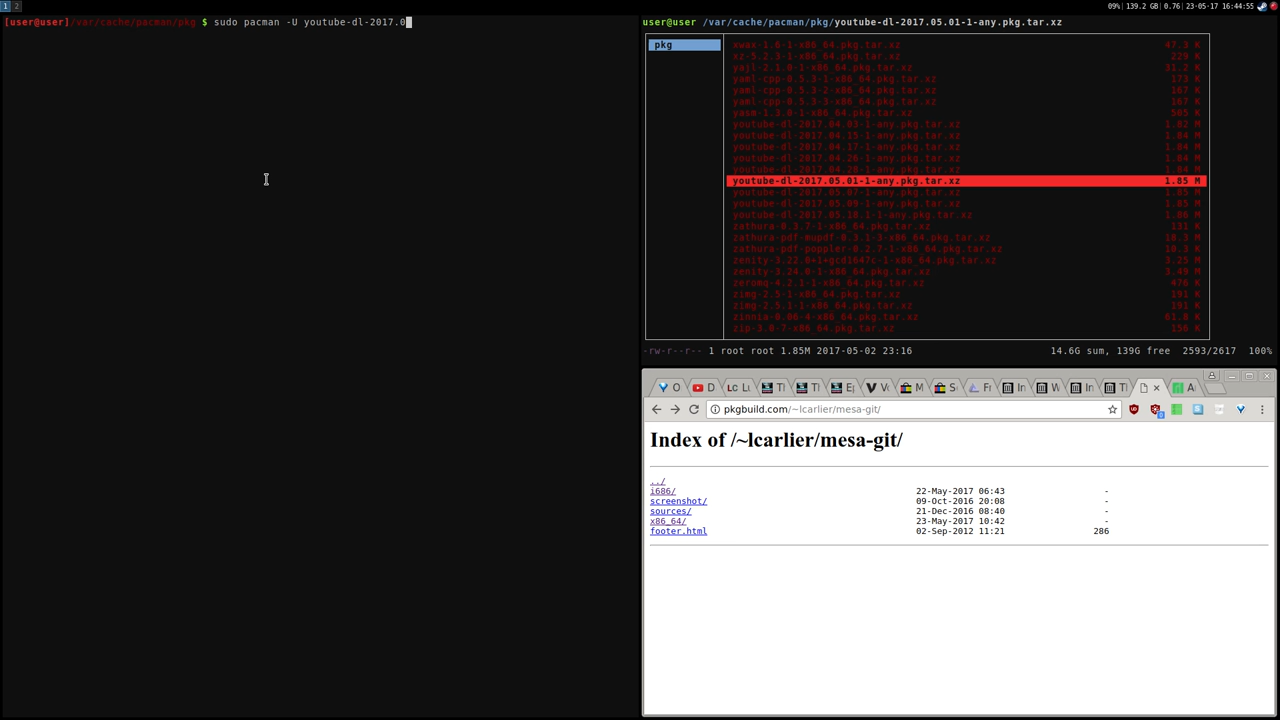 1 2
09%| 139.2 GB| 0.76 |23-05-17 16:44:55
[user@user]/var/cache/pacman/pkg $ sudo pacman -U youtube-dl-2017.0
user@user /var/cache/pacman/pkg/youtube-dl-2017.05.01-1-any.pkg.tar.xz
pkg
xwax-1.6-1-x86_64.pkg.tar.xz 47.3 K
xz-5.2.3-1-x86_64.pkg.tar.xz 229 K
yajl-2.1.0-1-x86_64.pkg.tar.xz 31.2 K
yaml-cpp-0.5.3-1-x86_64.pkg.tar.xz 173 K
yaml-cpp-0.5.3-2-x86_64.pkg.tar.xz 167 K
yaml-cpp-0.5.3-3-x86_64.pkg.tar.xz 167 K
yasm-1.3.0-1-x86_64.pkg.tar.xz 505 K
youtube-dl-2017.04.03-1-any.pkg.tar.xz 1.82 M
youtube-dl-2017.04.15-1-any.pkg.tar.xz 1.84 M
youtube-dl-2017.04.17-1-any.pkg.tar.xz 1.84 M
youtube-dl-2017.04.26-1-any.pkg.tar.xz 1.84 M
youtube-dl-2017.04.28-1-any.pkg.tar.xz 1.84 M
youtube-dl-2017.05.01-1-any.pkg.tar.xz 1.85 M
youtube-dl-2017.05.07-1-any.pkg.tar.xz 1.85 M
youtube-dl-2017.05.09-1-any.pkg.tar.xz 1.85 M
youtube-dl-2017.05.18.1-1-any.pkg.tar.xz 1.86 M
zathura-0.3.7-1-x86_64.pkg.tar.xz 131 K
zathura-pdf-mupdf-0.3.1-3-x86_64.pkg.tar.xz 18.3 M
zathura-pdf-poppler-0.2.7-1-x86_64.pkg.tar.xz 10.3 K
zenity-3.22.0+1+gcd1647c-1-x86_64.pkg.tar.xz 3.25 M
zenity-3.24.0-1-x86_64.pkg.tar.xz 3.49 M
zeromq-4.2.1-1-x86_64.pkg.tar.xz 476 K
zimg-2.5-1-x86_64.pkg.tar.xz 191 K
zimg-2.5.1-1-x86_64.pkg.tar.xz 191 K
zinnia-0.06-4-x86_64.pkg.tar.xz 61.8 K
zip-3.0-7-x86_64.pkg.tar.xz 156 K
-rw-r--r-- 1 root root 1.85M 2017-05-02 23:16 14.6G sum, 139G free 2593/2617 100%
O D Lc Th Th M S Fr In W In Th A
pkgbuild.com/~lcarlier/mesa-git/
Index of /~lcarlier/mesa-git/
../
i686/ 22-May-2017 06:43 -
screenshot/ 09-Oct-2016 20:08 -
sources/ 21-Dec-2016 08:40 -
x86_64/ 23-May-2017 10:42 -
footer.html 02-Sep-2012 11:21 286